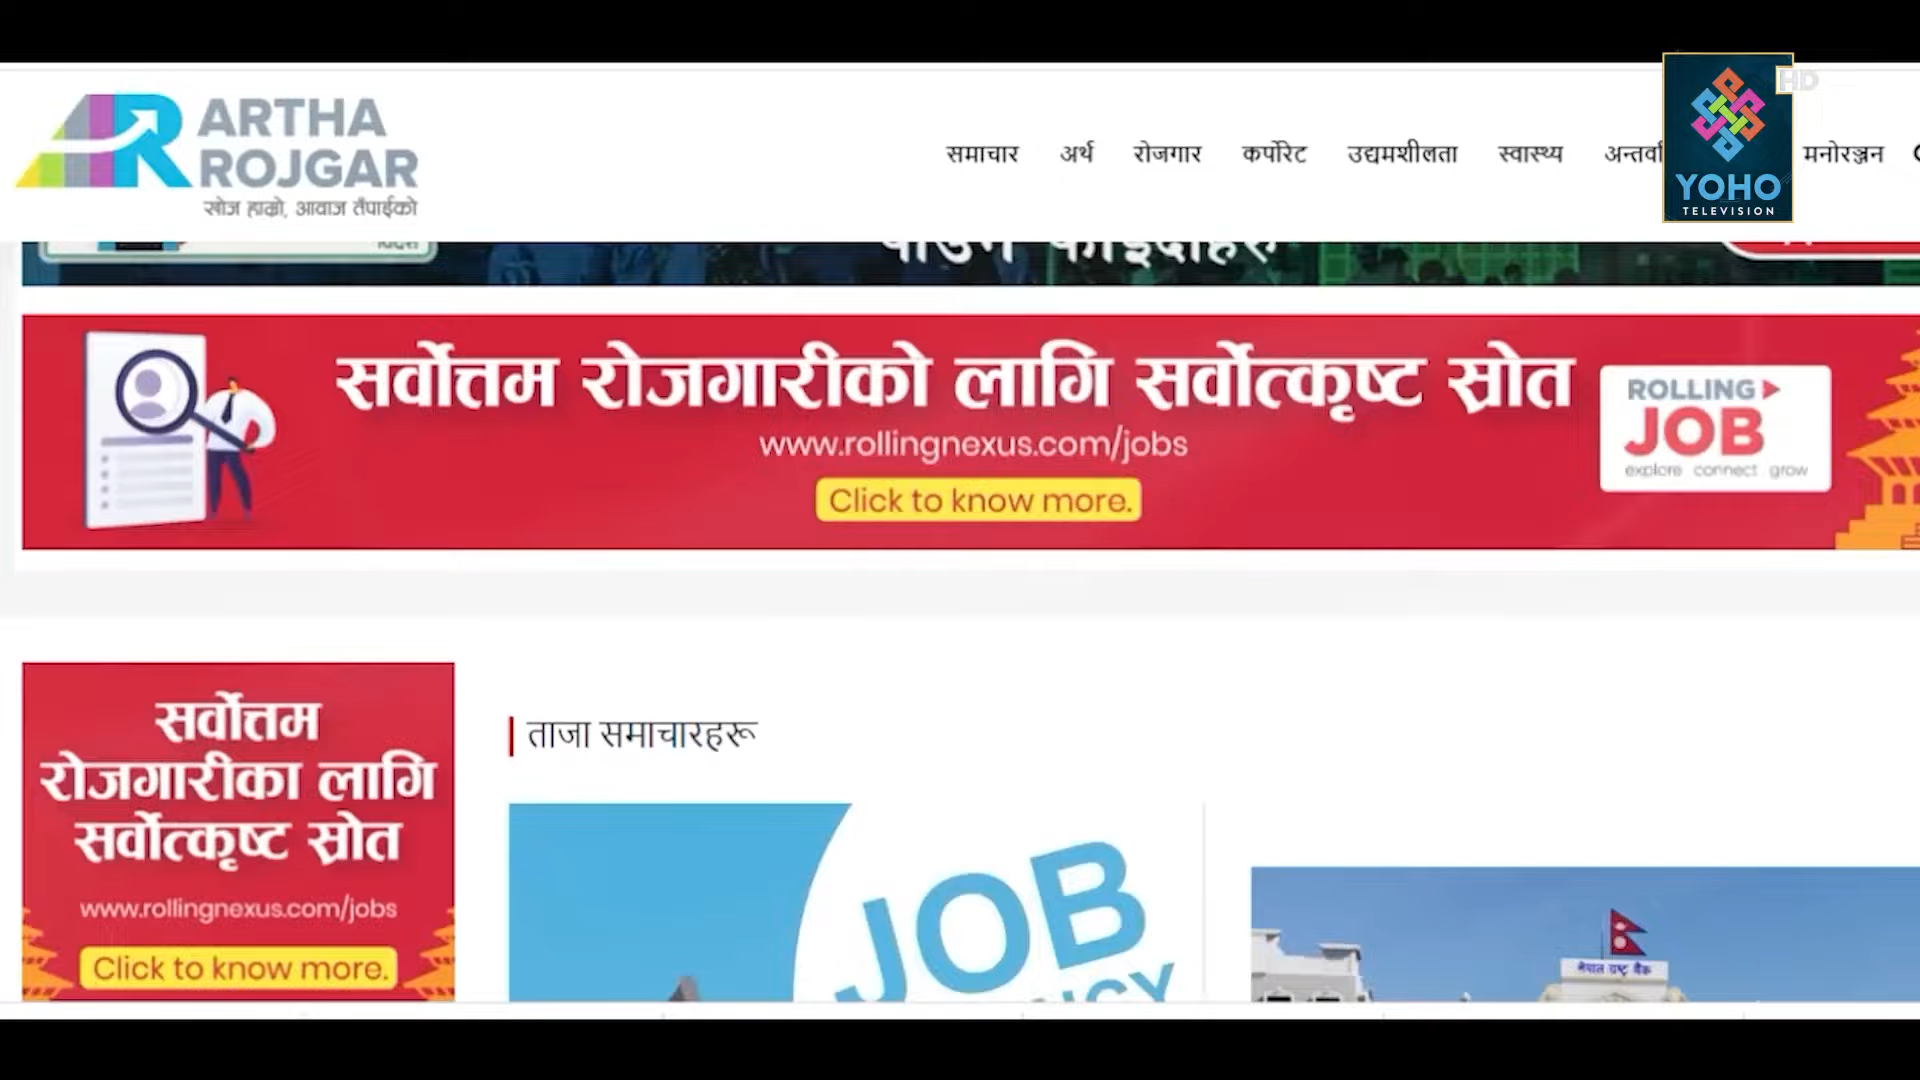 ARTHA
ROJGAR
खोज हाम्रो, आवाज तँपाईको
समाचार अर्थ रोजगार कर्पोरेट उद्यमशीलता स्वास्थ्य मनोरञ्जन
HD
YOHO
TELEVISION
सर्वोत्तम रोजगारीको लागि सर्वोत्कृष्ट स्रोत
www.rollingnexus.com/jobs
Click to know more.
ROLLING
JOB
explore connect grow
सर्वोत्तम
रोजगारीका लागि
सर्वोत्कृष्ट स्रोत
www.rollingnexus.com/jobs
Click to know more.
ताजा समाचारहरू
JOB
नेपाल राष्ट्र बैंक